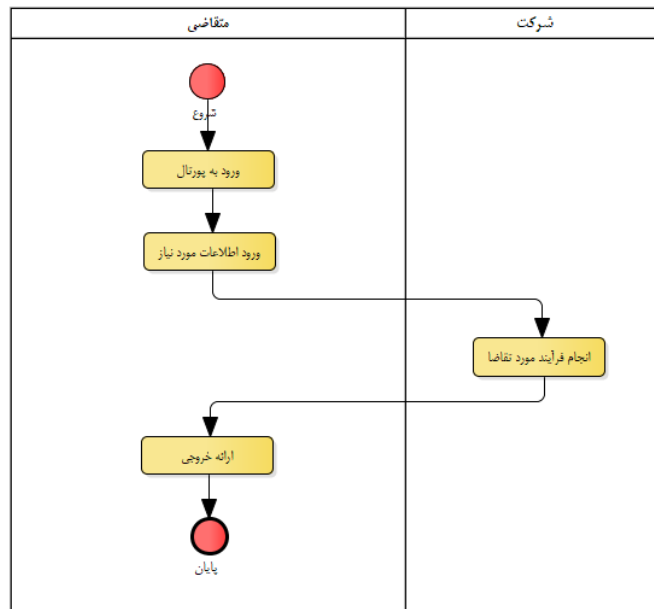 شرکت
متقاضی
شروع
ورود به پورتال
ورود اطلاعات مورد نیاز
انجام فرآیند مورد تقاضا
ارائه خروجی
پایان